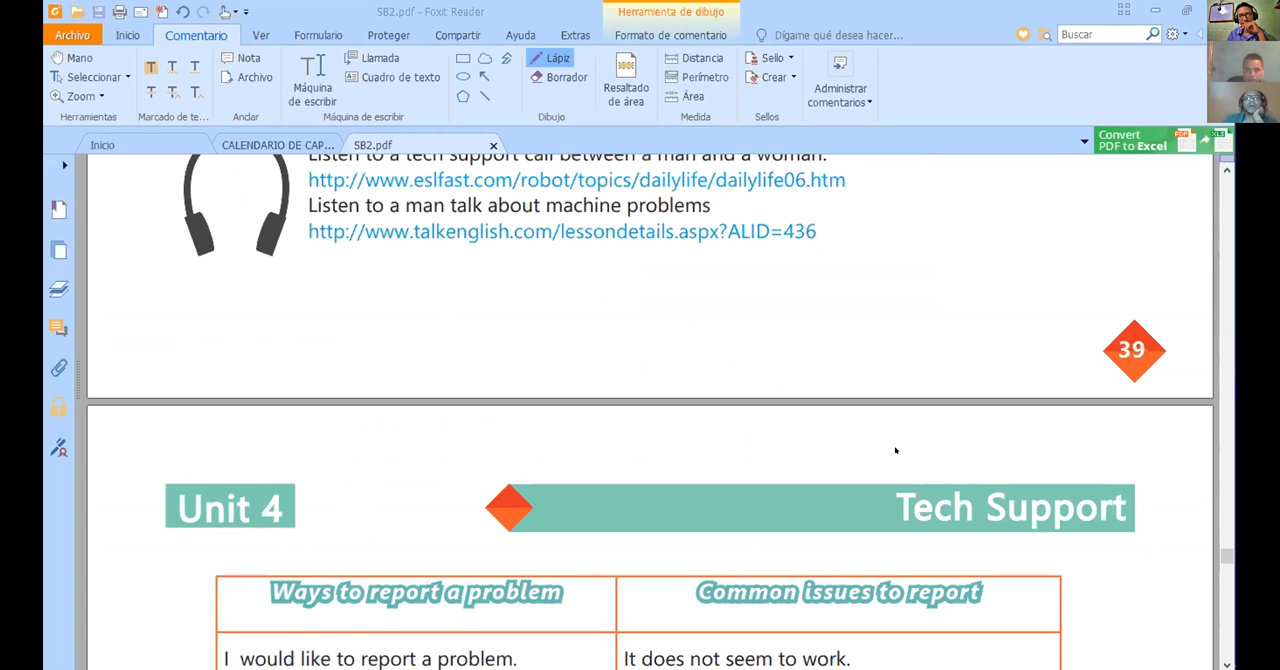 SB2.pdf - Foxit Reader
Herramienta de dibujo
Archivo Inicio Comentario Ver Formulario Proteger Compartir Ayuda Extras Formato de comentario Dígame qué desea hacer... Buscar
Mano
Seleccionar
Zoom
Herramientas
Marcado de te...
Nota
Archivo
Anclar
Máquina
de escribir
Llamada
Cuadro de texto
Máquina de escribir
Lápiz
Borrador
Dibujo
Resaltado
de área
Distancia
Perímetro
Área
Medida
Sello
Crear
Sellos
Administrar
comentarios
Inicio CALENDARIO DE CAP... SB2.pdf
Convert
PDF to Excel
Listen to a tech support call between a man and a woman.
http://www.eslfast.com/robot/topics/dailylife/dailylife06.htm
Listen to a man talk about machine problems
http://www.talkenglish.com/lessondetails.aspx?ALID=436
39
Unit 4 Tech Support
Ways to report a problem Common issues to report
I would like to report a problem. It does not seem to work.